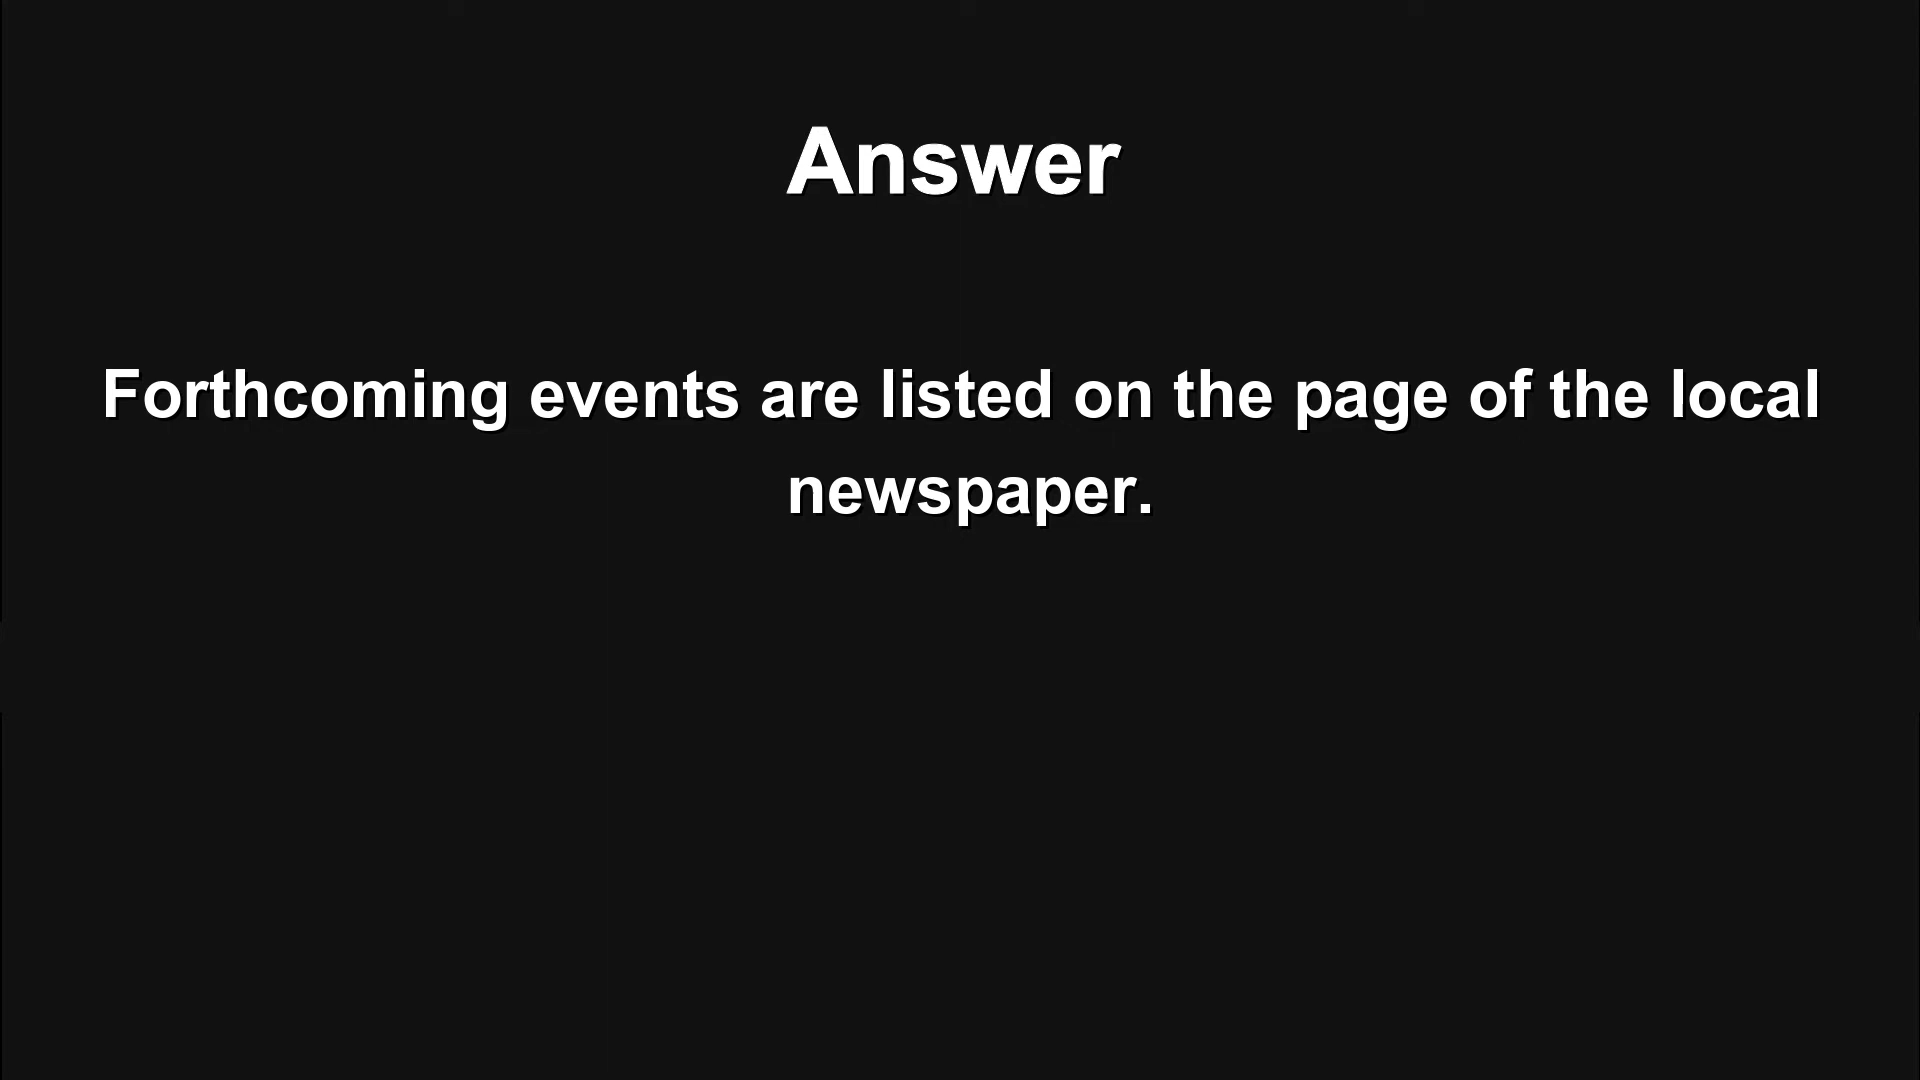 Answer
Forthcoming events are listed on the page of the local
newspaper.